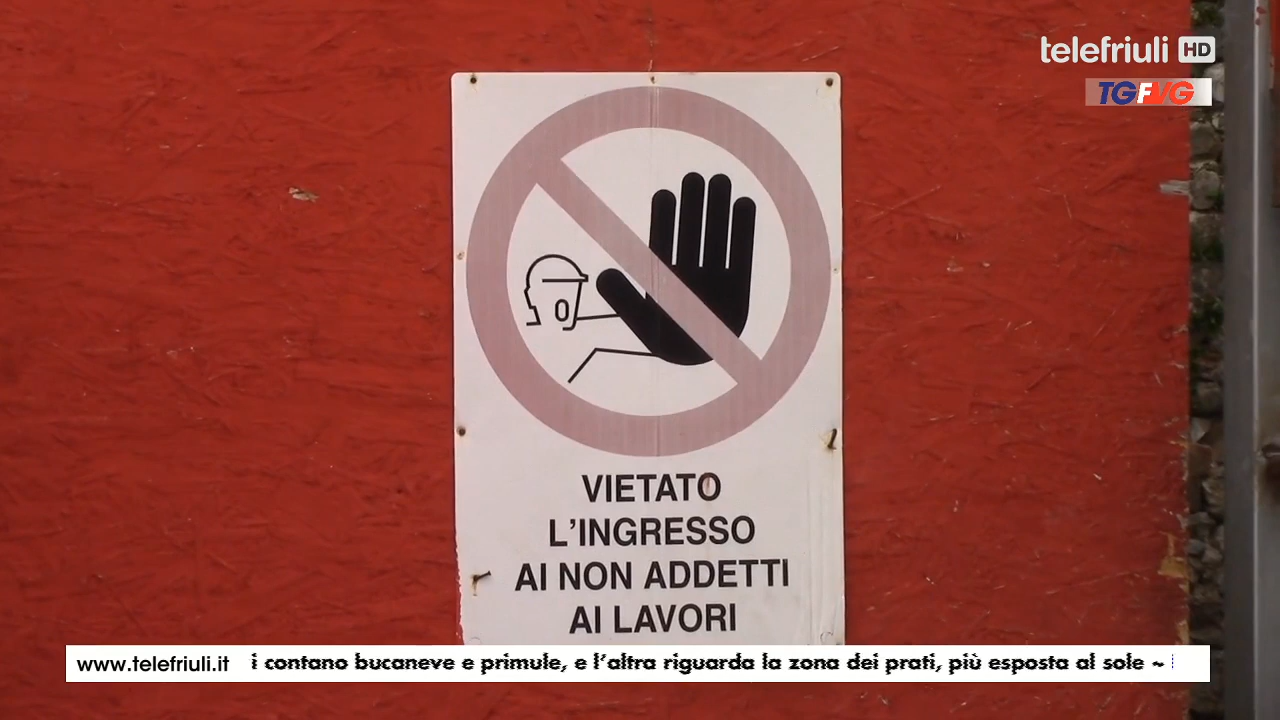 telefriuli HD
TGFVG
VIETATO
L'INGRESSO
AI NON ADDETTI
AI LAVORI
www.telefriuli.it i contano bucaneve e primule, e l'altra riguarda la zona dei prati, più esposta al sole ~